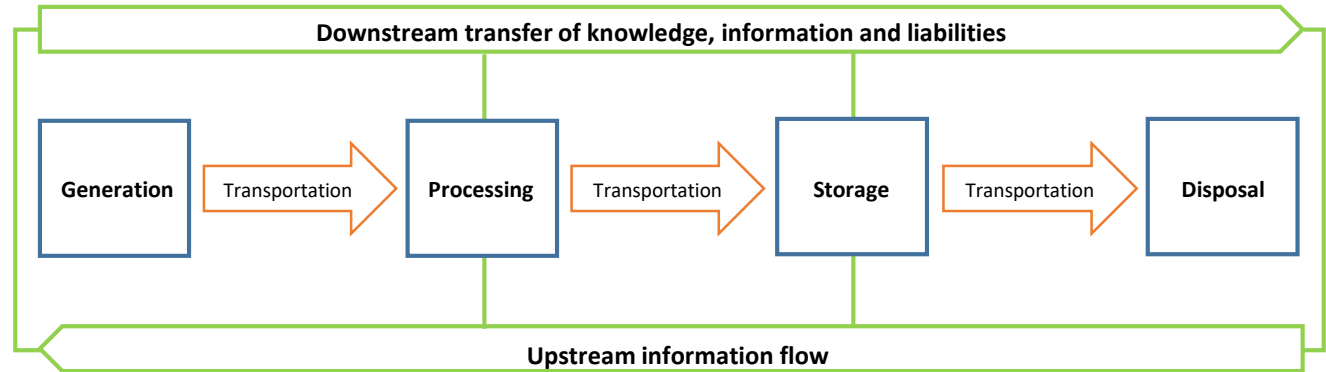 Downstream transfer of knowledge, information and liabilities
Generation
Transportation
Processing
Transportation
Storage
Transportation
Disposal
Upstream information flow